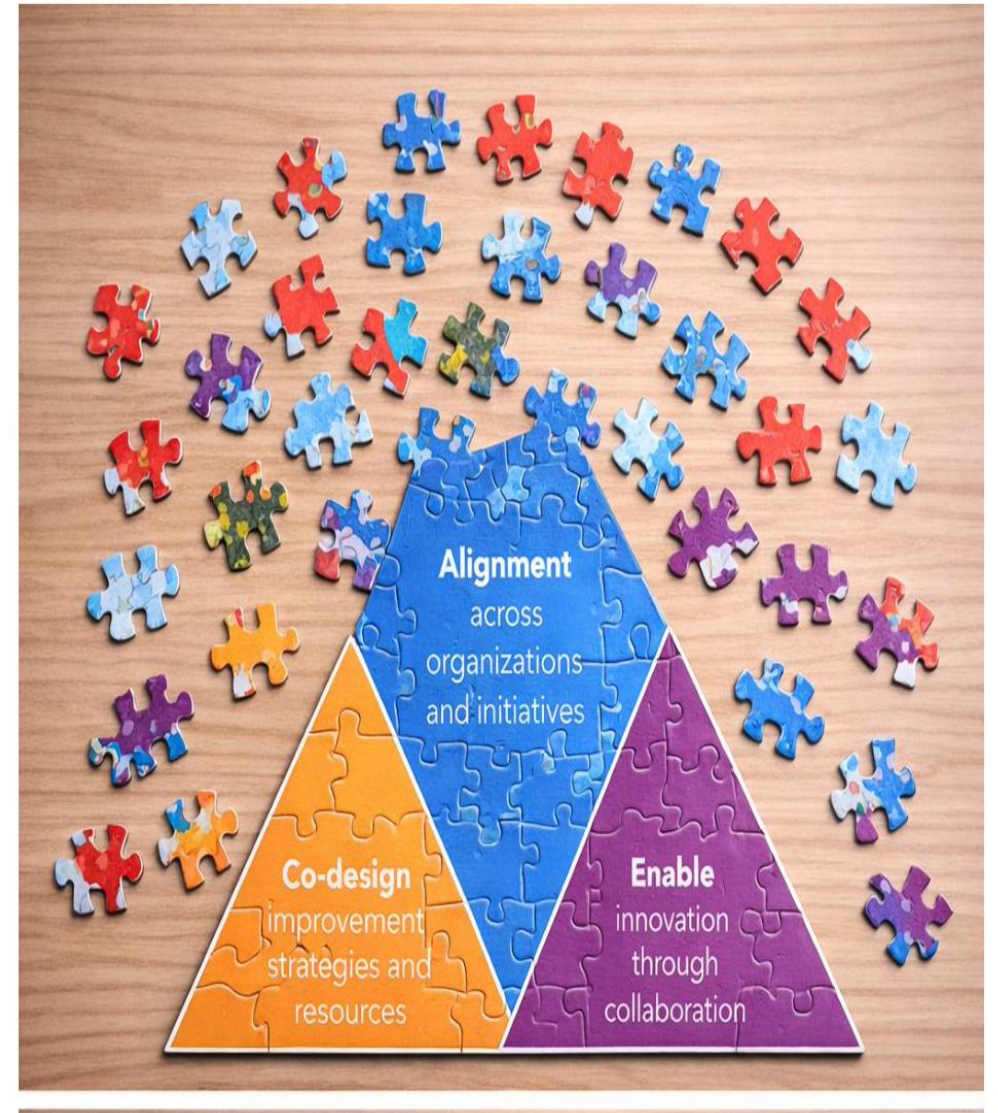 Alignment
across
organizations
and initiatives
Co-design
improvement
strategies and
resources
Enable
innovation
through
collaboration